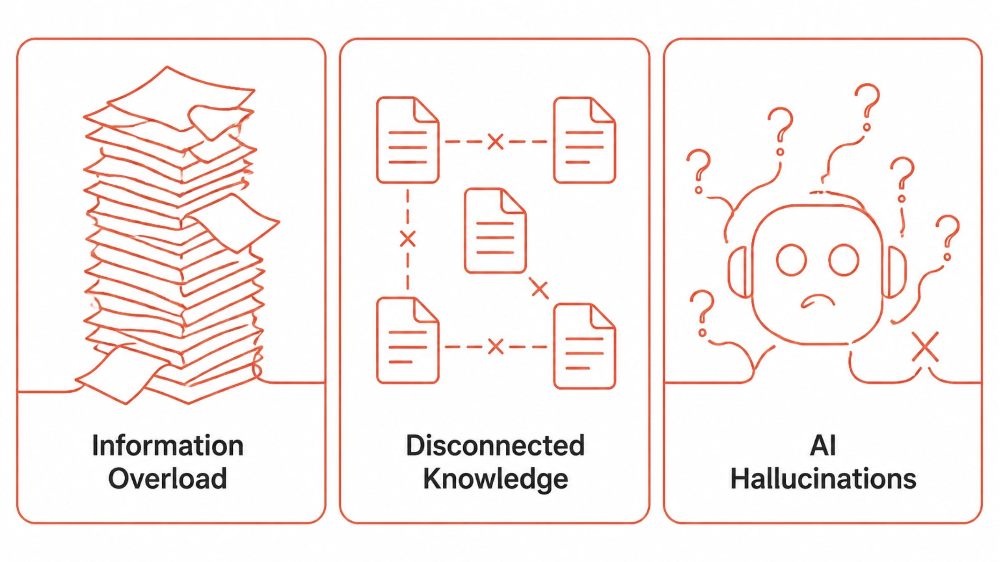 Information
Overload
Disconnected
Knowledge
AI
Hallucinations